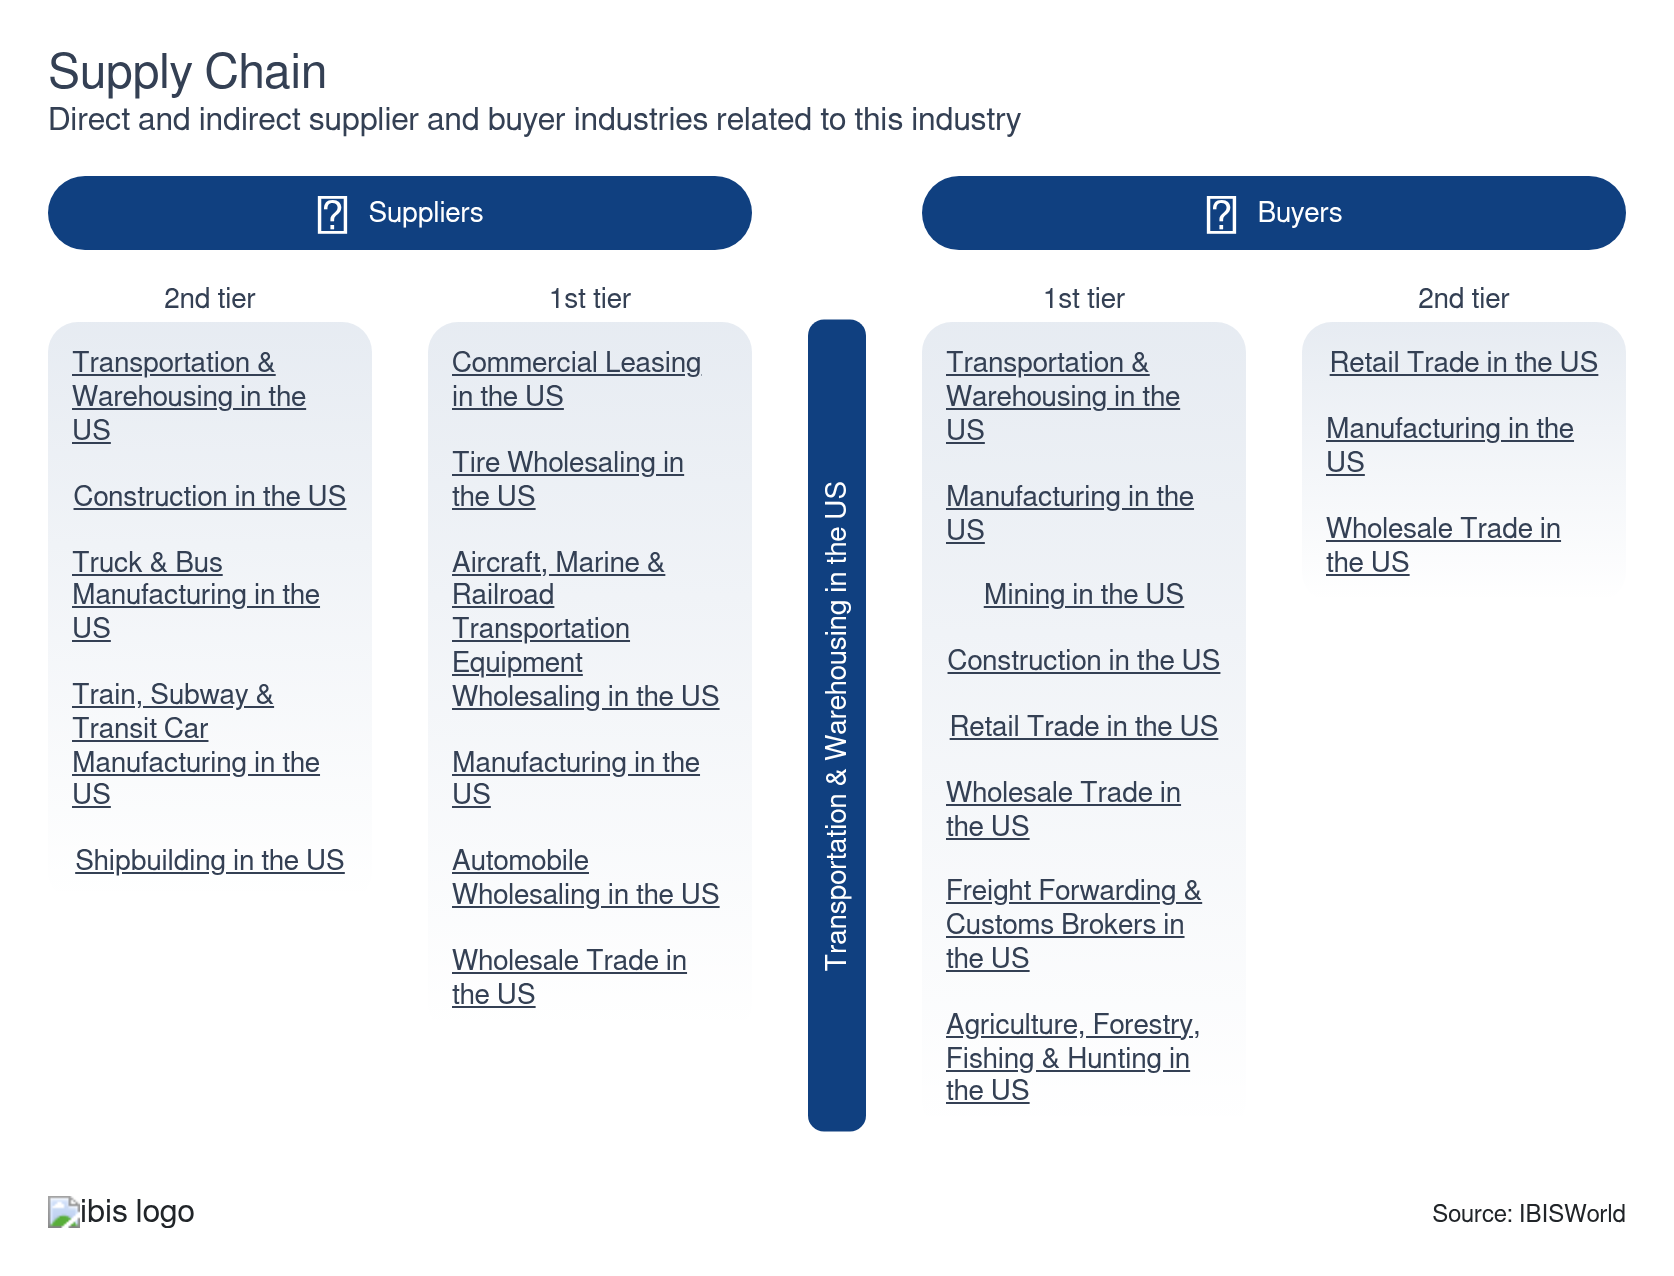 Supply Chain
Direct and indirect supplier and buyer industries related to this industry
Suppliers
2nd tier
Transportation &
Warehousing in the
US
Construction in the US
Truck & Bus
Manufacturing in the
US
Train, Subway &
Transit Car
Manufacturing in the
US
Shipbuilding in the US
1st tier
Commercial Leasing
in the US
Tire Wholesaling in
the US
Aircraft, Marine &
Railroad
Transportation
Equipment
Wholesaling in the US
Manufacturing in the
US
Automobile
Wholesaling in the US
Wholesale Trade in
the US
Transportation & Warehousing in the US
Buyers
1st tier
Transportation &
Warehousing in the
US
Manufacturing in the
US
Mining in the US
Construction in the US
Retail Trade in the US
Wholesale Trade in
the US
Freight Forwarding &
Customs Brokers in
the US
Agriculture, Forestry,
Fishing & Hunting in
the US
2nd tier
Retail Trade in the US
Manufacturing in the
US
Wholesale Trade in
the US
ibis logo
Source: IBISWorld